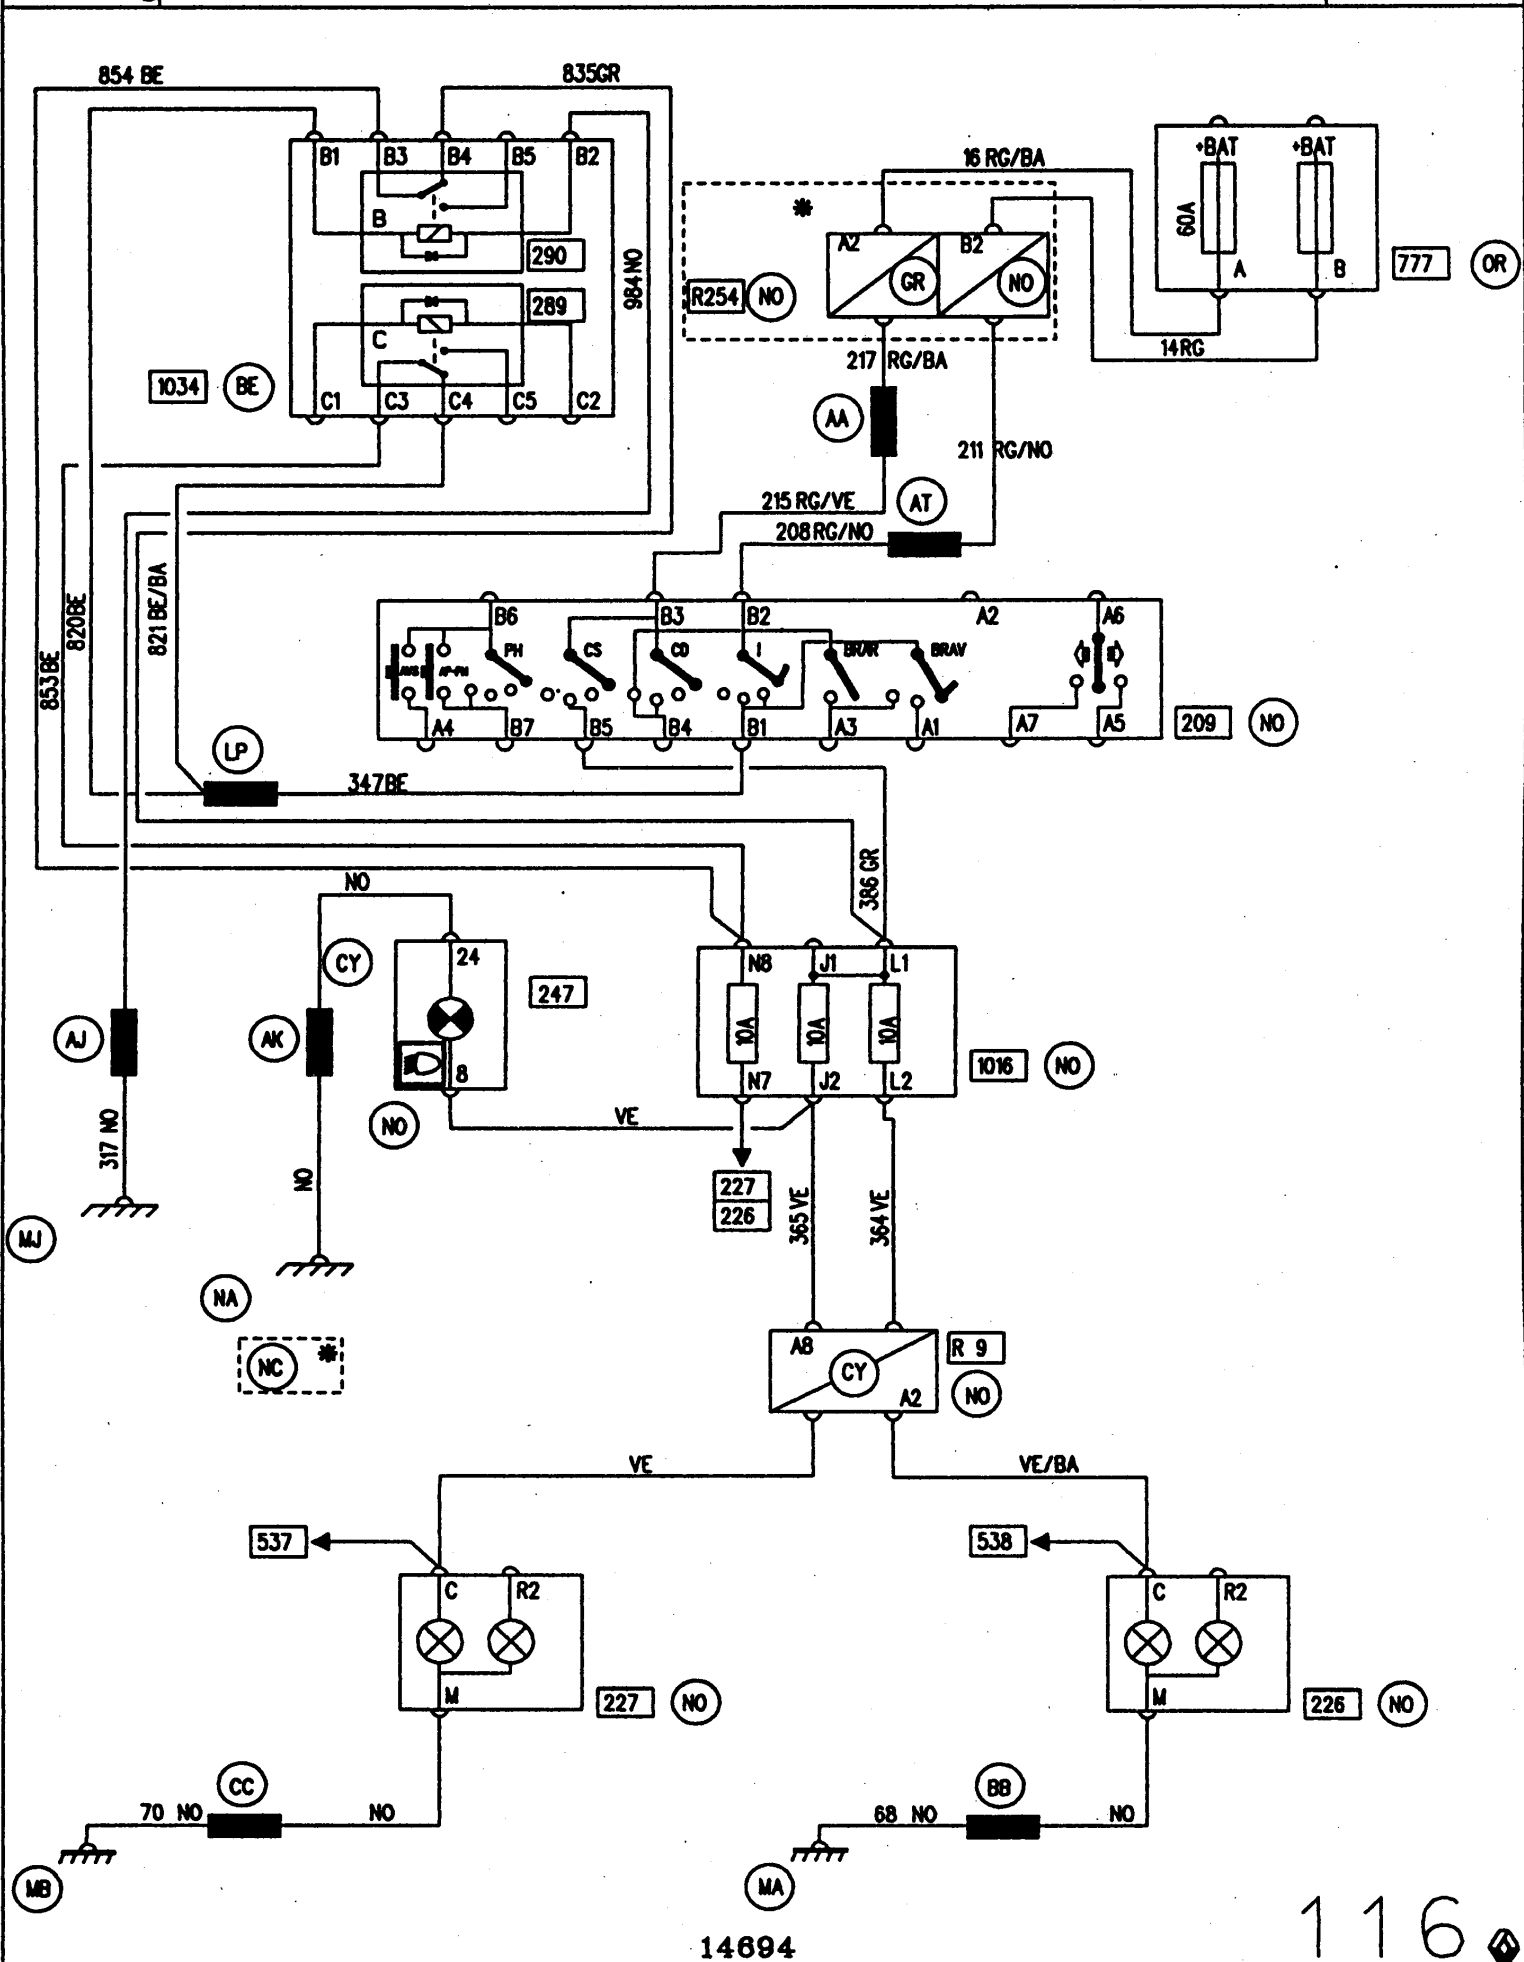 854 BE
835GR
B1 B3 B4 B5 B2
B
290
289
C
C1 C3 C4 C5 C2
1034 BE
984NO
16 RG/BA
+BAT +BAT
60A
A B
777 OR
A2 B2
GR NO
R254 NO
14RG
217 RG/BA
AA
211 RG/NO
215 RG/VE
AT
208RG/NO
853BE
820BE
821 BE/BA
B6 B3 B2 A2 A6
AVS AP-PH PH CS CD I BRAR BRAV
A4 B7 B5 B4 B1 A3 A1 A7 A5
209 NO
LP
347BE
386 GR
NO
CY
24
247
8
NO
AJ
AK
N8 J1 L1
10A 10A 10A
N7 J2 L2
1016 NO
VE
317 NO
NO
227
226
365 VE
364 VE
MJ
NA
NC
A8
CY
A2
R 9
NO
VE
VE/BA
537
538
C R2
M
227 NO
C R2
M
226 NO
CC
70 NO
NO
BB
68 NO
NO
MB
MA
14694
116